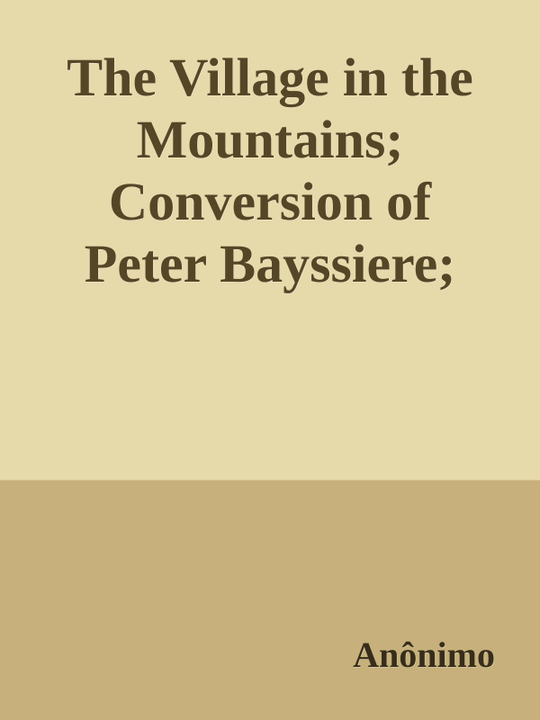 The Village in the
Mountains;
Conversion of
Peter Bayssiere;
Anônimo